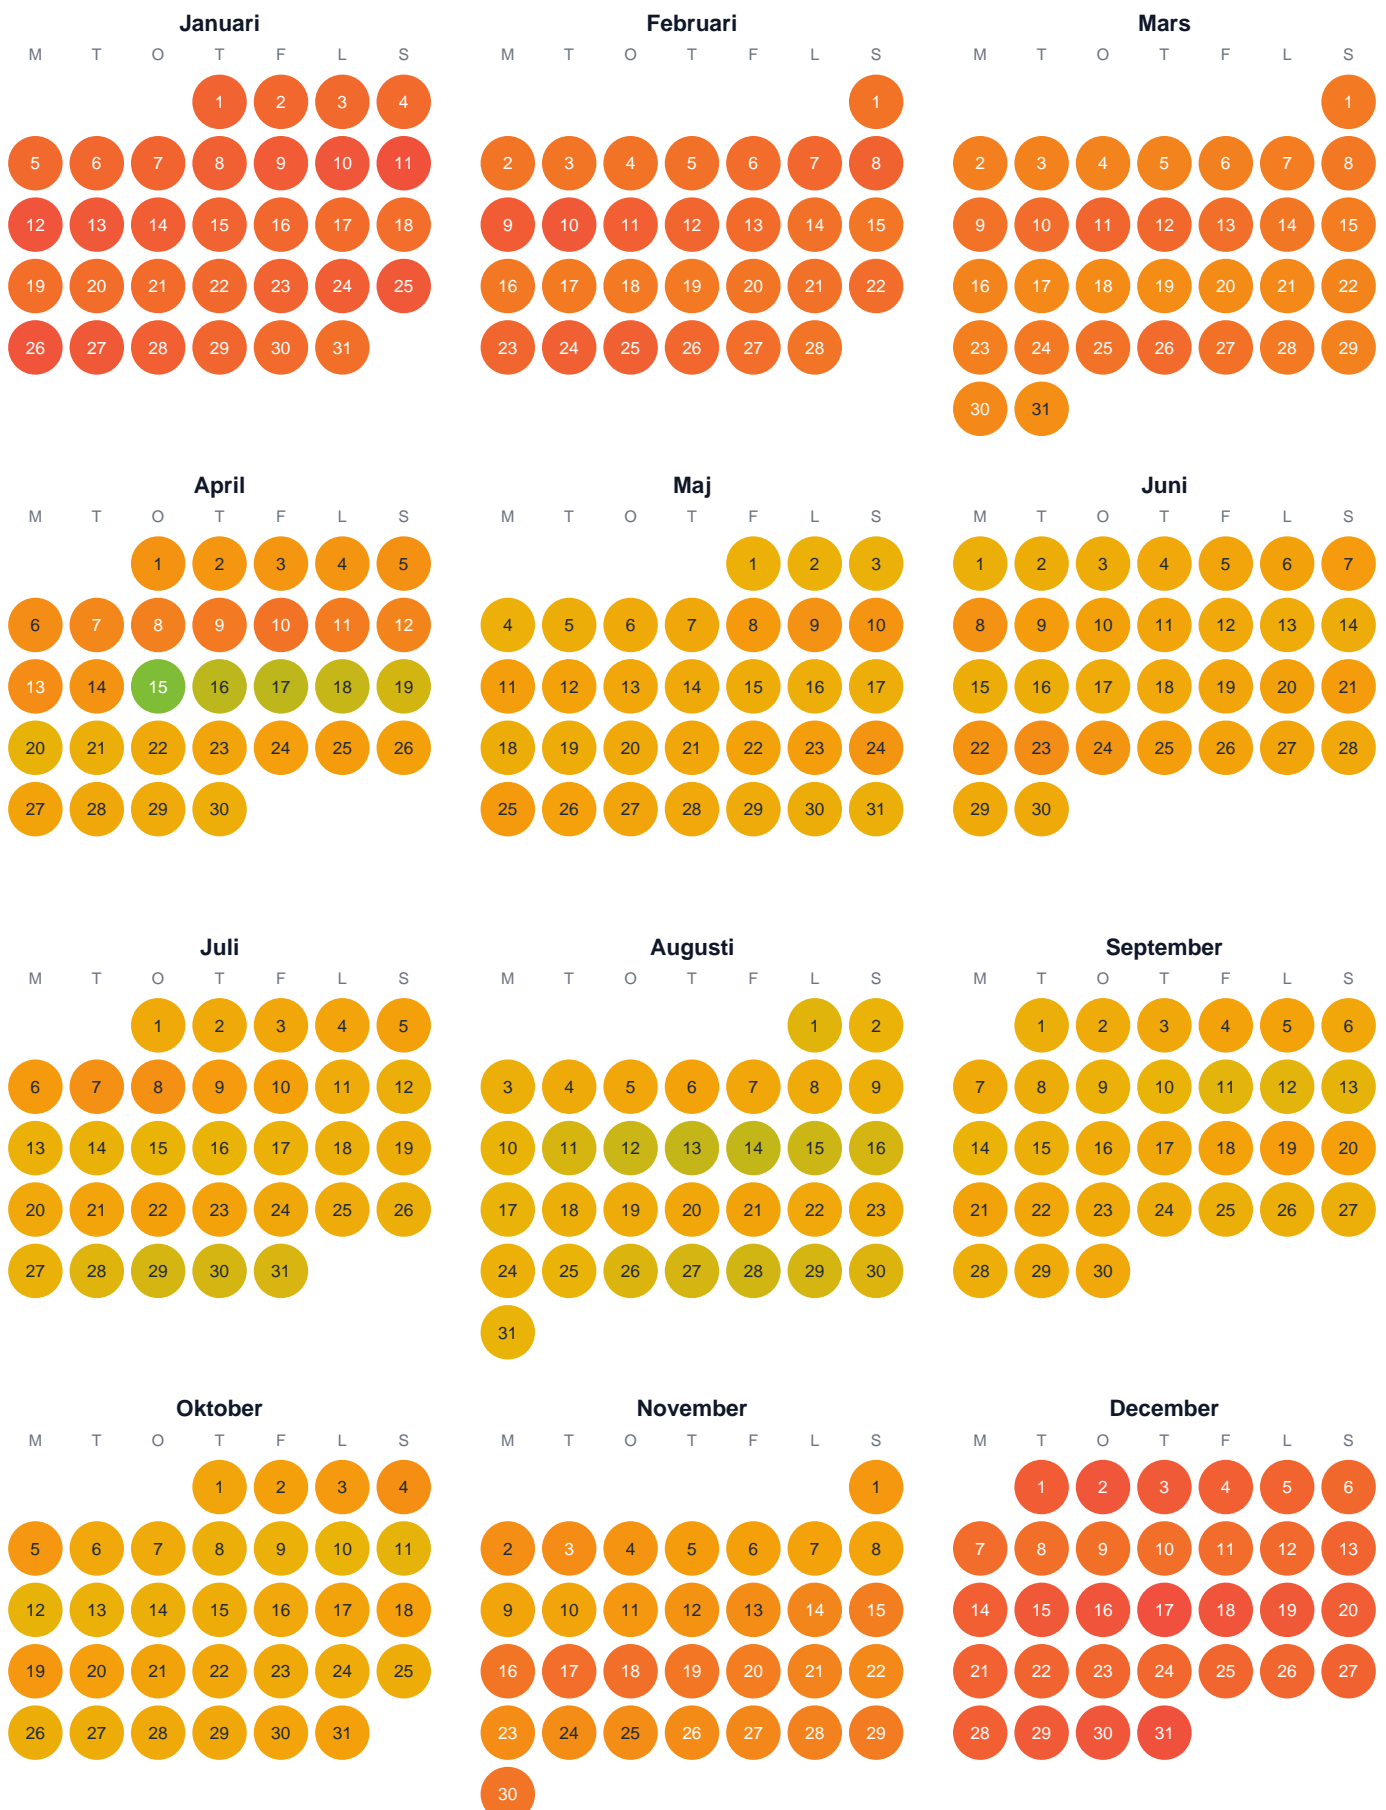 Januari Februari Mars
M T O T F L S M T O T F L S M T O T F L S
1 2 3 4 1 1
5 6 7 8 9 10 11 2 3 4 5 6 7 8 2 3 4 5 6 7 8
12 13 14 15 16 17 18 9 10 11 12 13 14 15 9 10 11 12 13 14 15
19 20 21 22 23 24 25 16 17 18 19 20 21 22 16 17 18 19 20 21 22
26 27 28 29 30 31 23 24 25 26 27 28 23 24 25 26 27 28 29
30 31
April Maj Juni
M T O T F L S M T O T F L S M T O T F L S
1 2 3 4 5 1 2 3 1 2 3 4 5 6 7
6 7 8 9 10 11 12 4 5 6 7 8 9 10 8 9 10 11 12 13 14
13 14 15 16 17 18 19 11 12 13 14 15 16 17 15 16 17 18 19 20 21
20 21 22 23 24 25 26 18 19 20 21 22 23 24 22 23 24 25 26 27 28
27 28 29 30 25 26 27 28 29 30 31 29 30
Juli Augusti September
M T O T F L S M T O T F L S M T O T F L S
1 2 3 4 5 1 2 1 2 3 4 5 6
6 7 8 9 10 11 12 3 4 5 6 7 8 9 7 8 9 10 11 12 13
13 14 15 16 17 18 19 10 11 12 13 14 15 16 14 15 16 17 18 19 20
20 21 22 23 24 25 26 17 18 19 20 21 22 23 21 22 23 24 25 26 27
27 28 29 30 31 24 25 26 27 28 29 30 28 29 30
31
Oktober November December
M T O T F L S M T O T F L S M T O T F L S
1 2 3 4 1 1 2 3 4 5 6
5 6 7 8 9 10 11 2 3 4 5 6 7 8 7 8 9 10 11 12 13
12 13 14 15 16 17 18 9 10 11 12 13 14 15 14 15 16 17 18 19 20
19 20 21 22 23 24 25 16 17 18 19 20 21 22 21 22 23 24 25 26 27
26 27 28 29 30 31 23 24 25 26 27 28 29 28 29 30 31
30